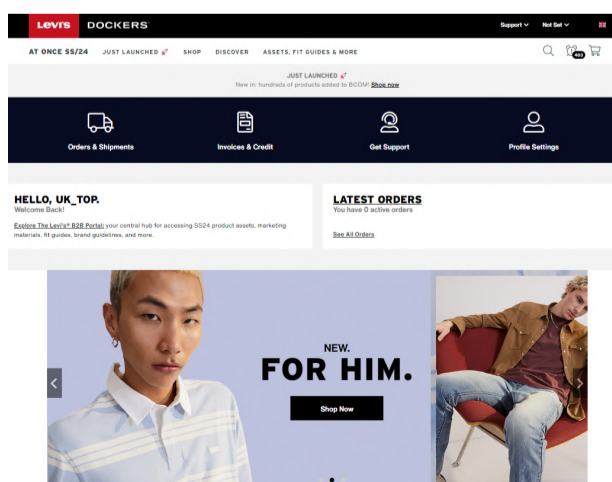 Levi's DOCKERS Support Not Set
AT ONCE SS/24 JUST LAUNCHED 🚀 SHOP DISCOVER ASSETS, FIT GUIDES & MORE
403
JUST LAUNCHED 🚀
New in: hundreds of products added to BCOM! Shop now
Orders & Shipments Invoices & Credit Get Support Profile Settings
HELLO, UK_TOP.
Welcome Back!
Explore The Levi's® B2B Portal: your central hub for accessing SS24 product assets, marketing
materials, fit guides, brand guidelines, and more.
LATEST ORDERS
You have 0 active orders
See All Orders
NEW.
FOR HIM.
Shop Now